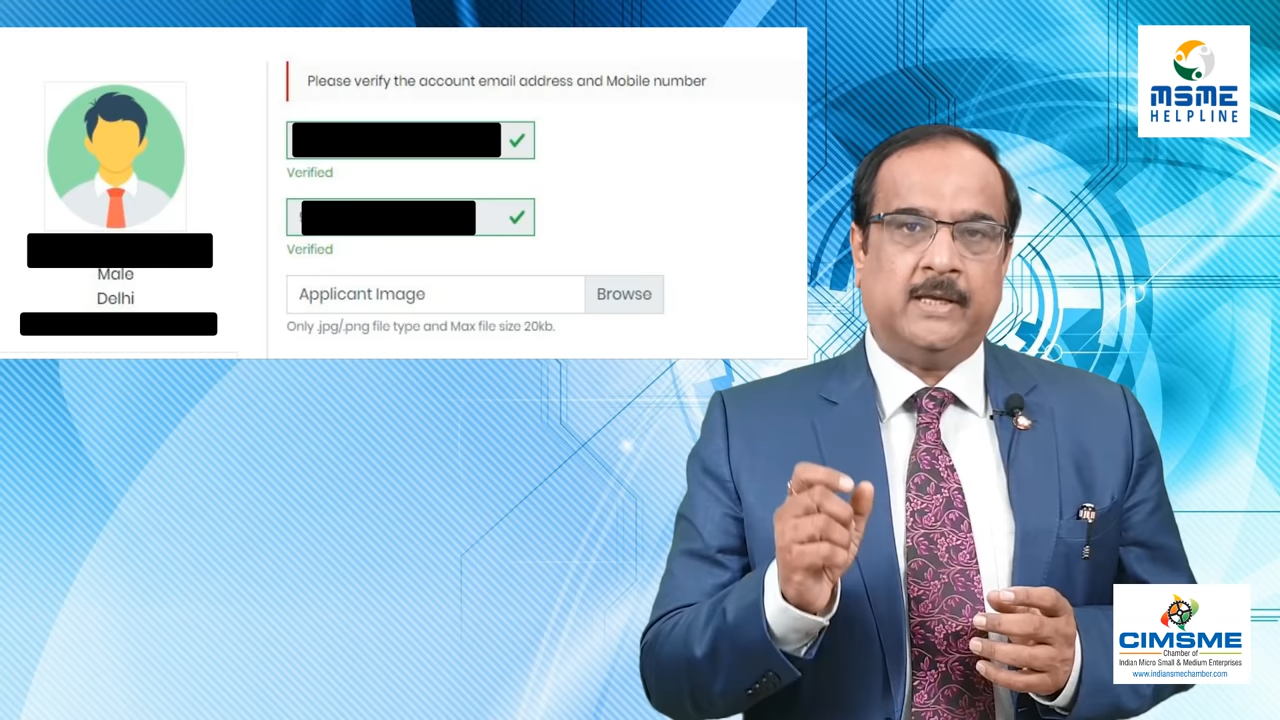 Please verify the account email address and Mobile number
Verified
Verified
Male
Delhi
Applicant Image
Browse
Only .jpg/.png file type and Max file size 20kb.
MSME
HELPLINE
CIMSME
Chamber of
Indian Micro Small & Medium Enterprises
www.indiansmechamber.com